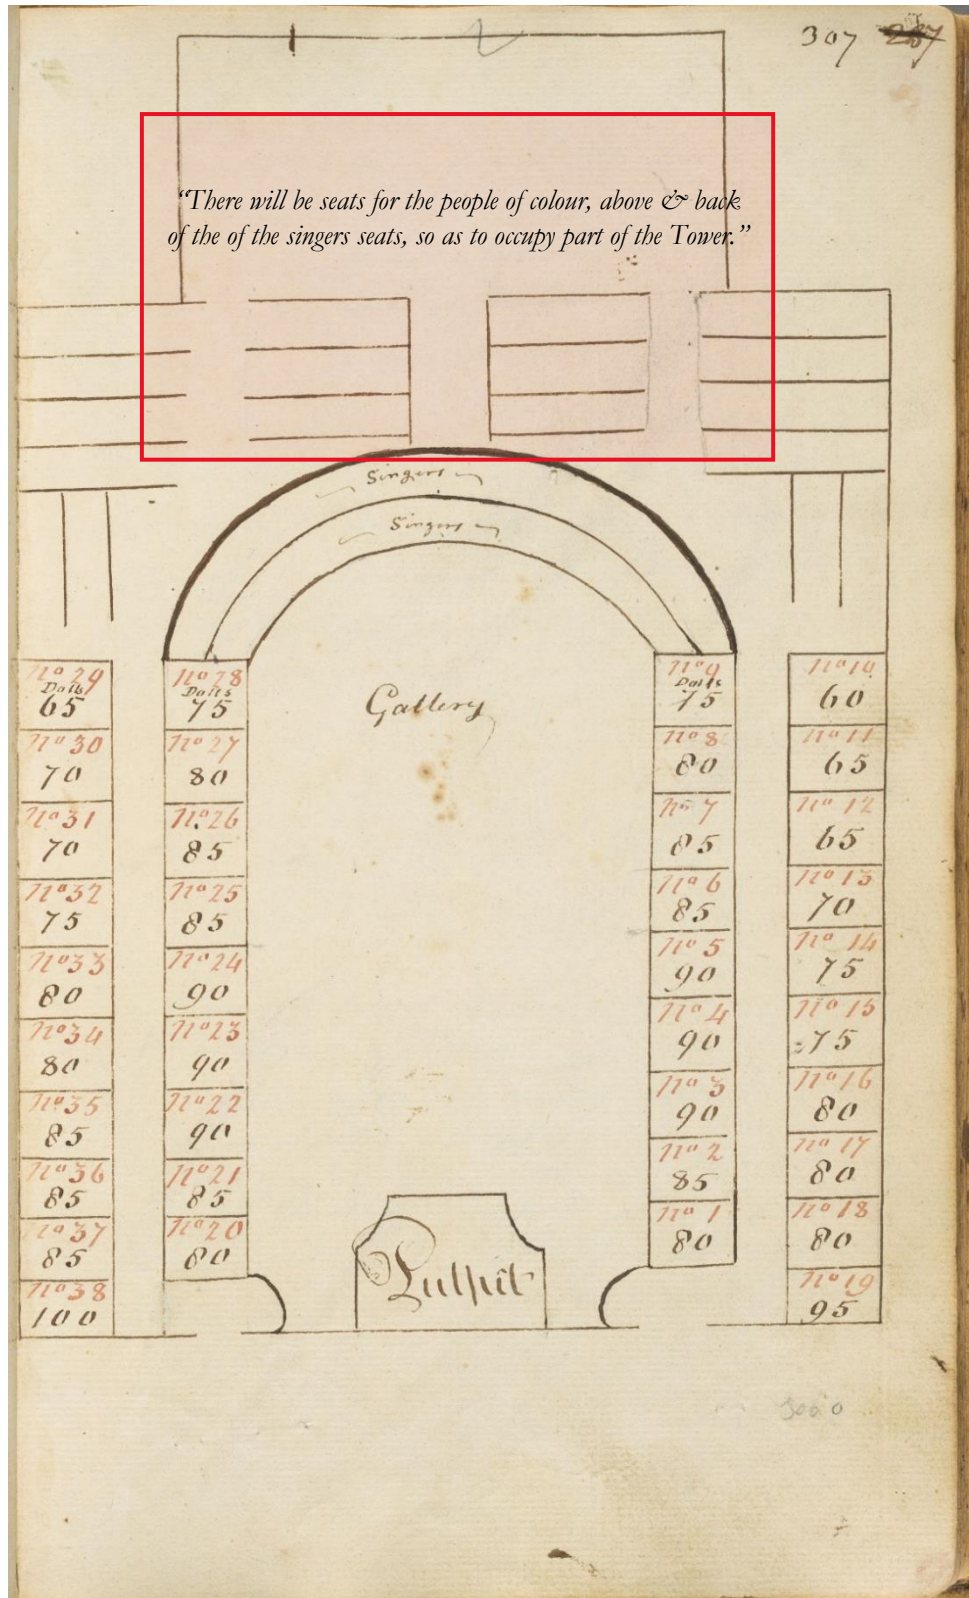 307 287
“There will be seats for the people of colour, above & back
of the of the singers seats, so as to occupy part of the Tower.”
Singers
Singers
Gallery
no 29
Dolls
65
no 30
70
no 31
70
no 32
75
no 33
80
no 34
80
no 35
85
no 36
85
no 37
85
no 38
100
no 28
Dolls
75
no 27
80
no 26
85
no 25
85
no 24
90
no 23
90
no 22
90
no 21
85
no 20
80
no 9
Dolls
75
no 8
80
no 7
85
no 6
85
no 5
90
no 4
90
no 3
90
no 2
85
no 1
80
no 10
60
no 11
65
no 12
65
no 13
70
no 14
75
no 15
75
no 16
80
no 17
80
no 18
80
no 19
95
Pulpit